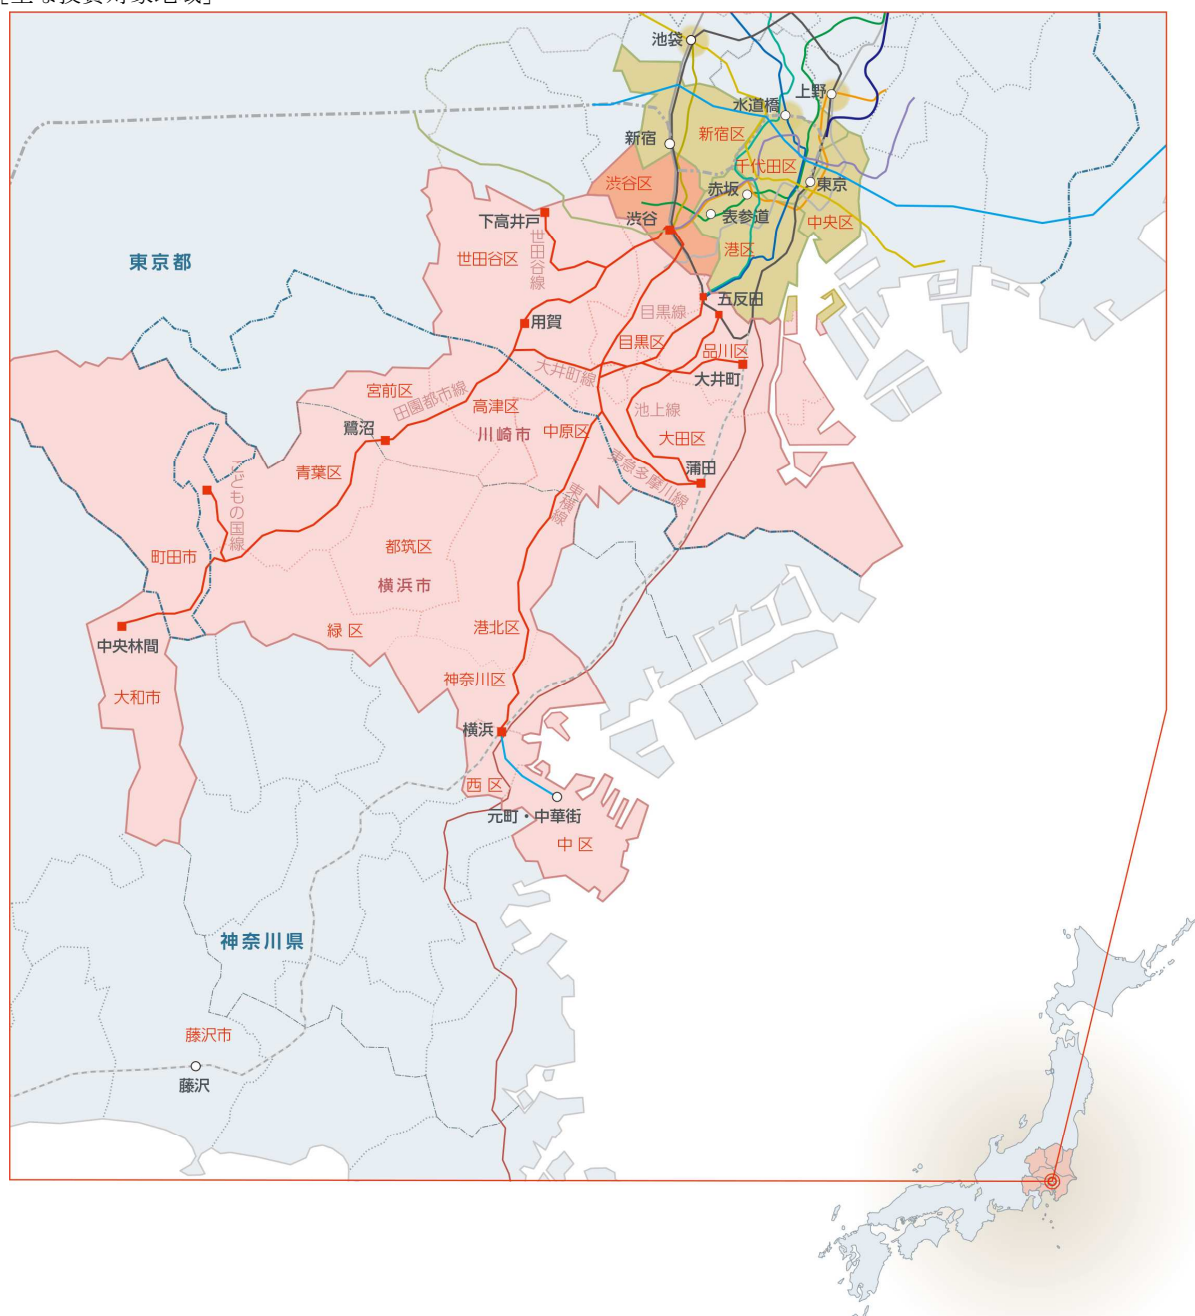 [主な投資対象地域]
池袋
上野
水道橋
新宿
新宿区
千代田区
渋谷区
赤坂
東京
渋谷
表参道
中央区
下高井戸
世田谷線
世田谷区
港区
東京都
五反田
目黒線
用賀
目黒区
品川区
大井町線
大井町
宮前区
田園都市線
高津区
池上線
鷺沼
川崎市
中原区
大田区
青葉区
東急多摩川線
蒲田
こどもの国線
東横線
町田市
都筑区
横浜市
緑区
港北区
中央林間
神奈川区
大和市
横浜
西区
元町・中華街
中区
神奈川県
藤沢市
藤沢